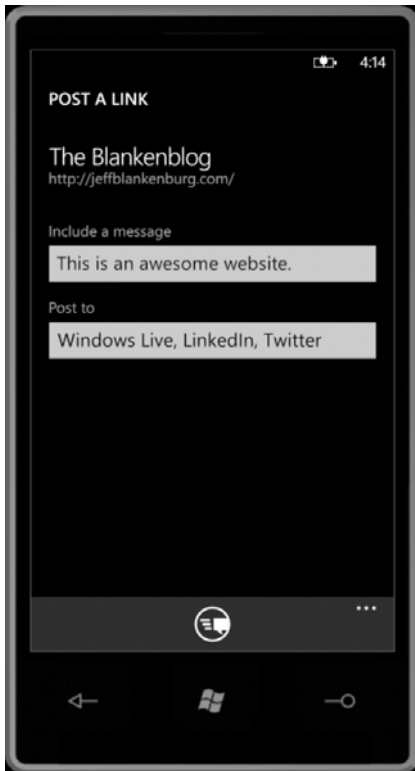 4:14
POST A LINK
The Blankenblog
http://jeffblankenburg.com/
Include a message
This is an awesome website.
Post to
Windows Live, LinkedIn, Twitter